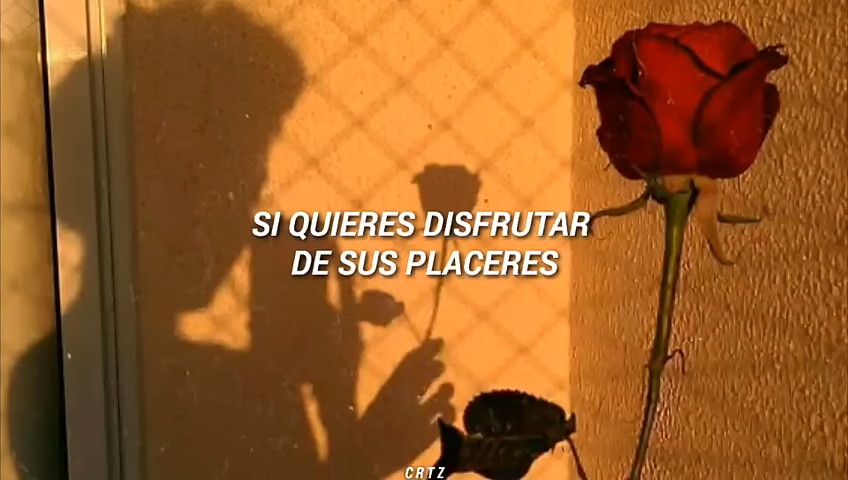 SI QUIERES DISFRUTAR
DE SUS PLACERES
CRTZ